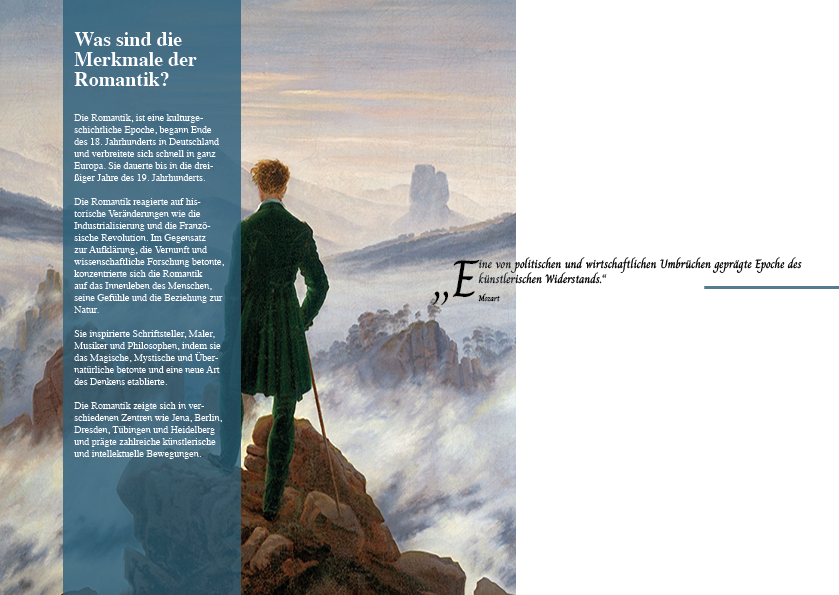 Was sind die
Merkmale der
Romantik?
Die Romantik, ist eine kulturge-
schichtliche Epoche, begann Ende
des 18. Jahrhunderts in Deutschland
und verbreitete sich schnell in ganz
Europa. Sie dauerte bis in die drei-
ßiger Jahre des 19. Jahrhunderts.
Die Romantik reagierte auf his-
torische Veränderungen wie die
Industrialisierung und die Franzö-
sische Revolution. Im Gegensatz
zur Aufklärung, die Vernunft und
wissenschaftliche Forschung betonte,
konzentrierte sich die Romantik
auf das Innenleben des Menschen,
seine Gefühle und die Beziehung zur
Natur.
Sie inspirierte Schriftsteller, Maler,
Musiker und Philosophen, indem sie
das Magische, Mystische und Über-
natürliche betonte und eine neue Art
des Denkens etablierte.
Die Romantik zeigte sich in ver-
schiedenen Zentren wie Jena, Berlin,
Dresden, Tübingen und Heidelberg
und prägte zahlreiche künstlerische
und intellektuelle Bewegungen.
„Eine von politischen und wirtschaftlichen Umbrüchen geprägte Epoche des
künstlerischen Widerstands.“
Mozart